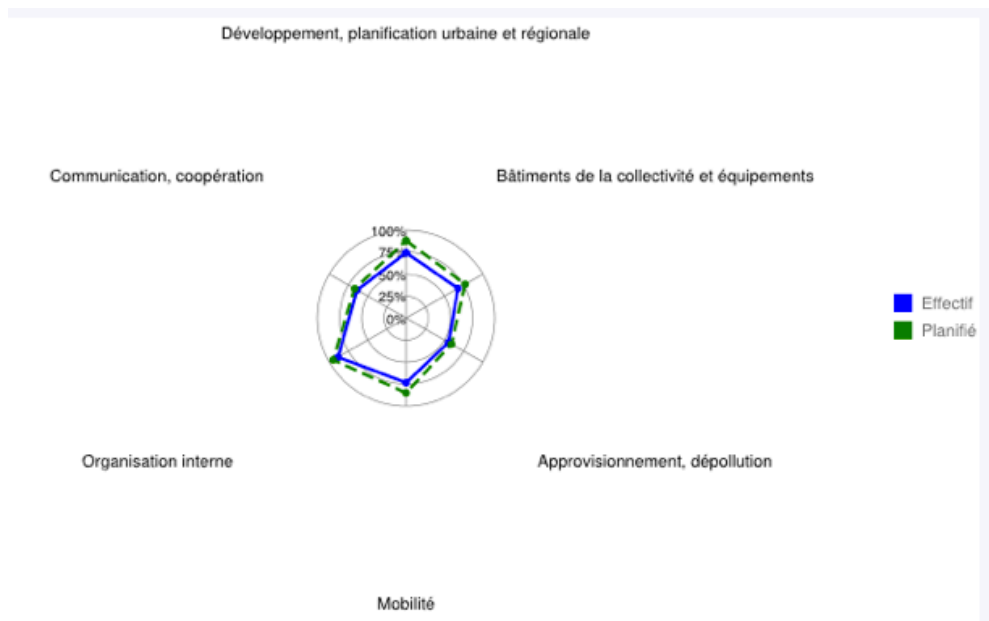 Développement, planification urbaine et régionale
Communication, coopération
Bâtiments de la collectivité et équipements
100%
75%
50%
25%
0%
Effectif
Planifié
Organisation interne
Approvisionnement, dépollution
Mobilité